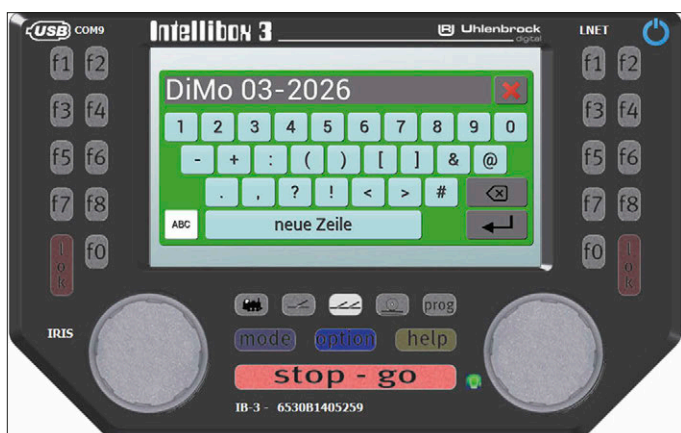 USB COM9 Intellibox 3 Uhlenbrock LNET
digital
f1 f2 f1 f2
DiMo 03-2026
f3 f4 f3 f4
1 2 3 4 5 6 7 8 9 0
f5 f6 - + : ( ) [ ] & @ f5 f6
. , ? ! < > #
f7 f8 f7 f8
ABC neue Zeile
lok f0 f0 lok
prog
IRIS mode option help
stop - go
IB-3 - 6530B1405259